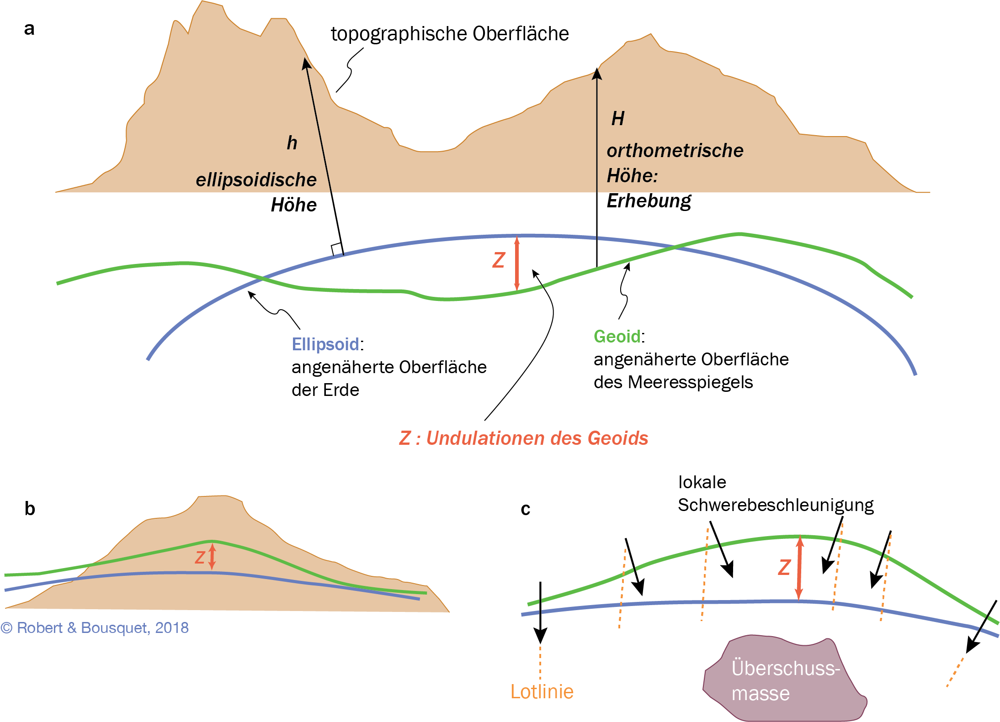 a
topographische Oberfläche
h
ellipsoidische
Höhe
H
orthometrische
Höhe:
Erhebung
Z
Ellipsoid:
angenäherte Oberfläche
der Erde
Geoid:
angenäherte Oberfläche
des Meeresspiegels
Z : Undulationen des Geoids
b
Z
© Robert & Bousquet, 2018
c
lokale
Schwerebeschleunigung
Z
Überschuss-
masse
Lotlinie